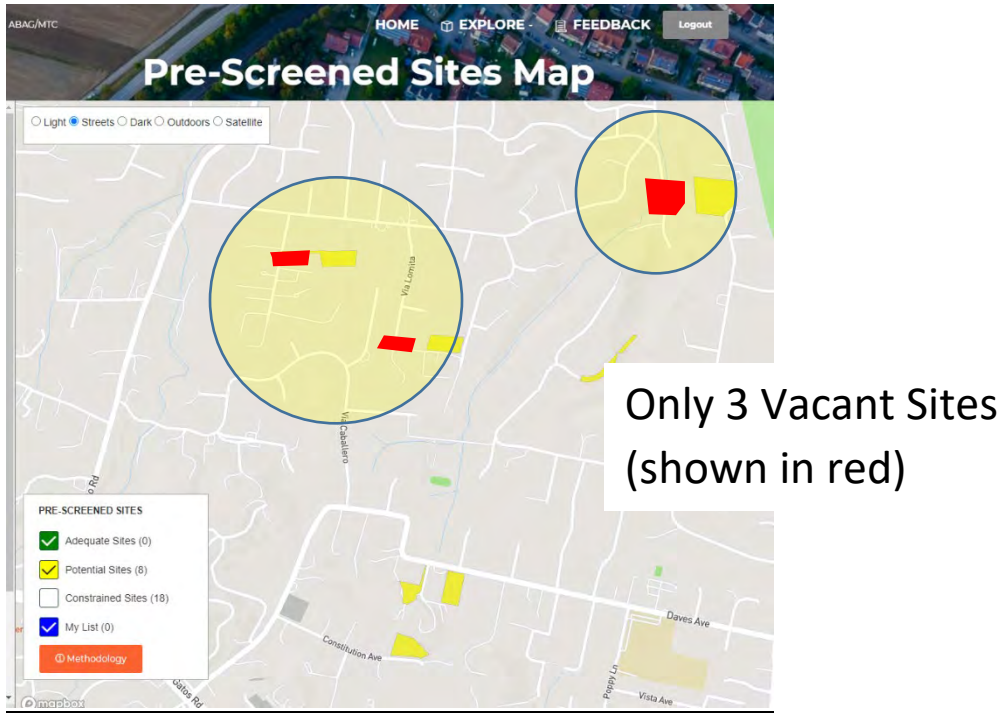 ABAG/MTC
HOME
EXPLORE -
FEEDBACK
Logout
Pre-Screened Sites Map
Light Streets Dark Outdoors Satellite
Via Lomita
Via Caballero
Only 3 Vacant Sites
(shown in red)
o Rd
PRE-SCREENED SITES
Adequate Sites (0)
Potential Sites (8)
Constrained Sites (18)
My List (0)
er
Methodology
Constitution Ave
Daves Ave
Poppy Ln
Vista Ave
Gatos Rd
mapbox